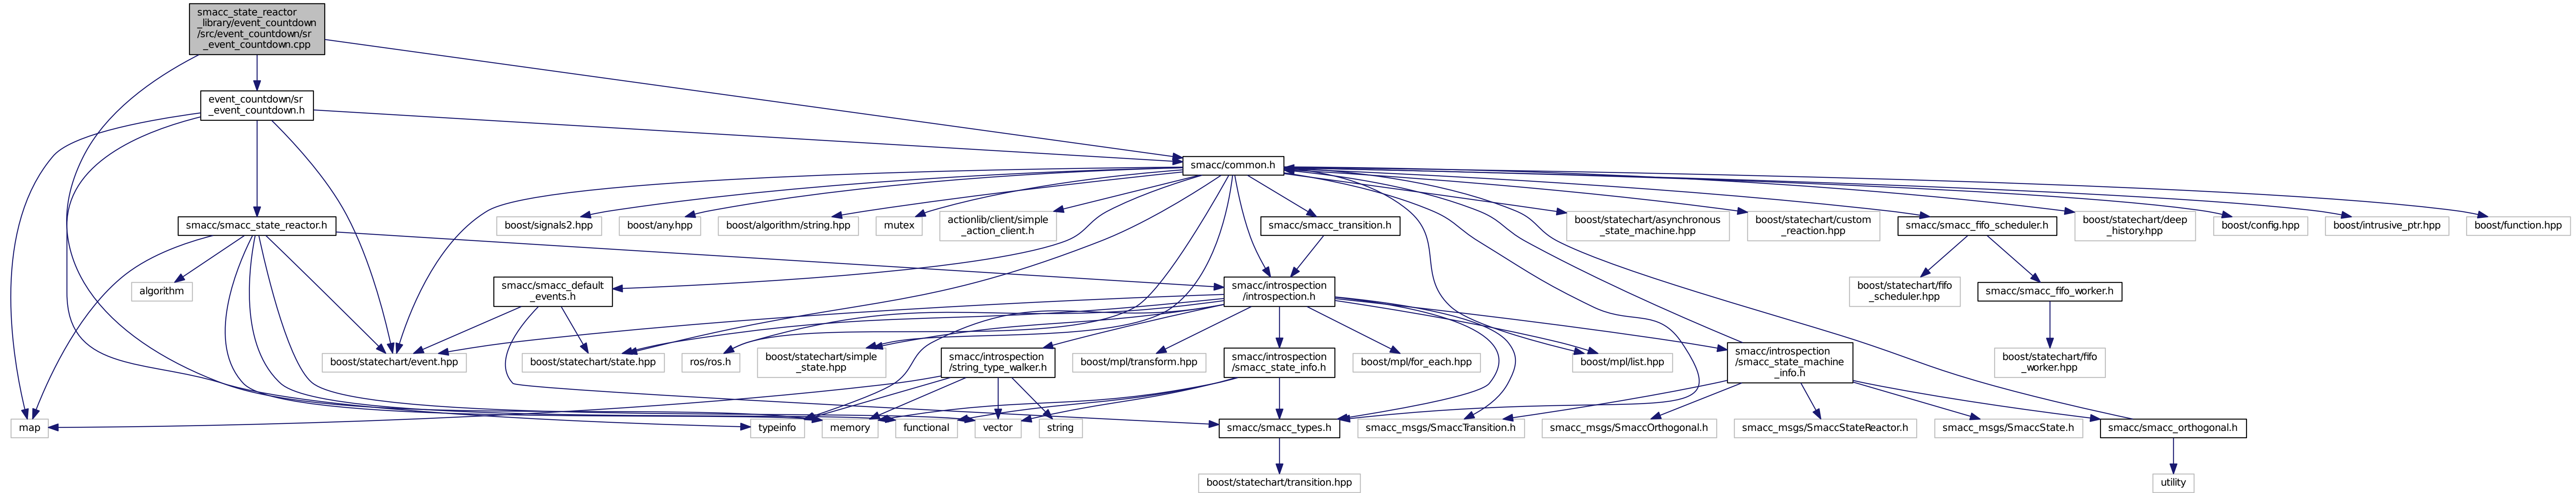 smacc_state_reactor
_library/event_countdown
/src/event_countdown/sr
_event_countdown.cpp
event_countdown/sr
_event_countdown.h
smacc/common.h
smacc/smacc_state_reactor.h
boost/signals2.hpp
boost/any.hpp
boost/algorithm/string.hpp
mutex
actionlib/client/simple
_action_client.h
smacc/smacc_transition.h
boost/statechart/asynchronous
_state_machine.hpp
boost/statechart/custom
_reaction.hpp
smacc/smacc_fifo_scheduler.h
boost/statechart/deep
_history.hpp
boost/config.hpp
boost/intrusive_ptr.hpp
boost/function.hpp
algorithm
smacc/smacc_default
_events.h
smacc/introspection
/introspection.h
boost/statechart/fifo
_scheduler.hpp
smacc/smacc_fifo_worker.h
boost/statechart/event.hpp
boost/statechart/state.hpp
ros/ros.h
boost/statechart/simple
_state.hpp
smacc/introspection
/string_type_walker.h
boost/mpl/transform.hpp
smacc/introspection
/smacc_state_info.h
boost/mpl/for_each.hpp
boost/mpl/list.hpp
smacc/introspection
/smacc_state_machine
_info.h
boost/statechart/fifo
_worker.hpp
map
typeinfo
memory
functional
vector
string
smacc/smacc_types.h
smacc_msgs/SmaccTransition.h
smacc_msgs/SmaccOrthogonal.h
smacc_msgs/SmaccStateReactor.h
smacc_msgs/SmaccState.h
smacc/smacc_orthogonal.h
boost/statechart/transition.hpp
utility